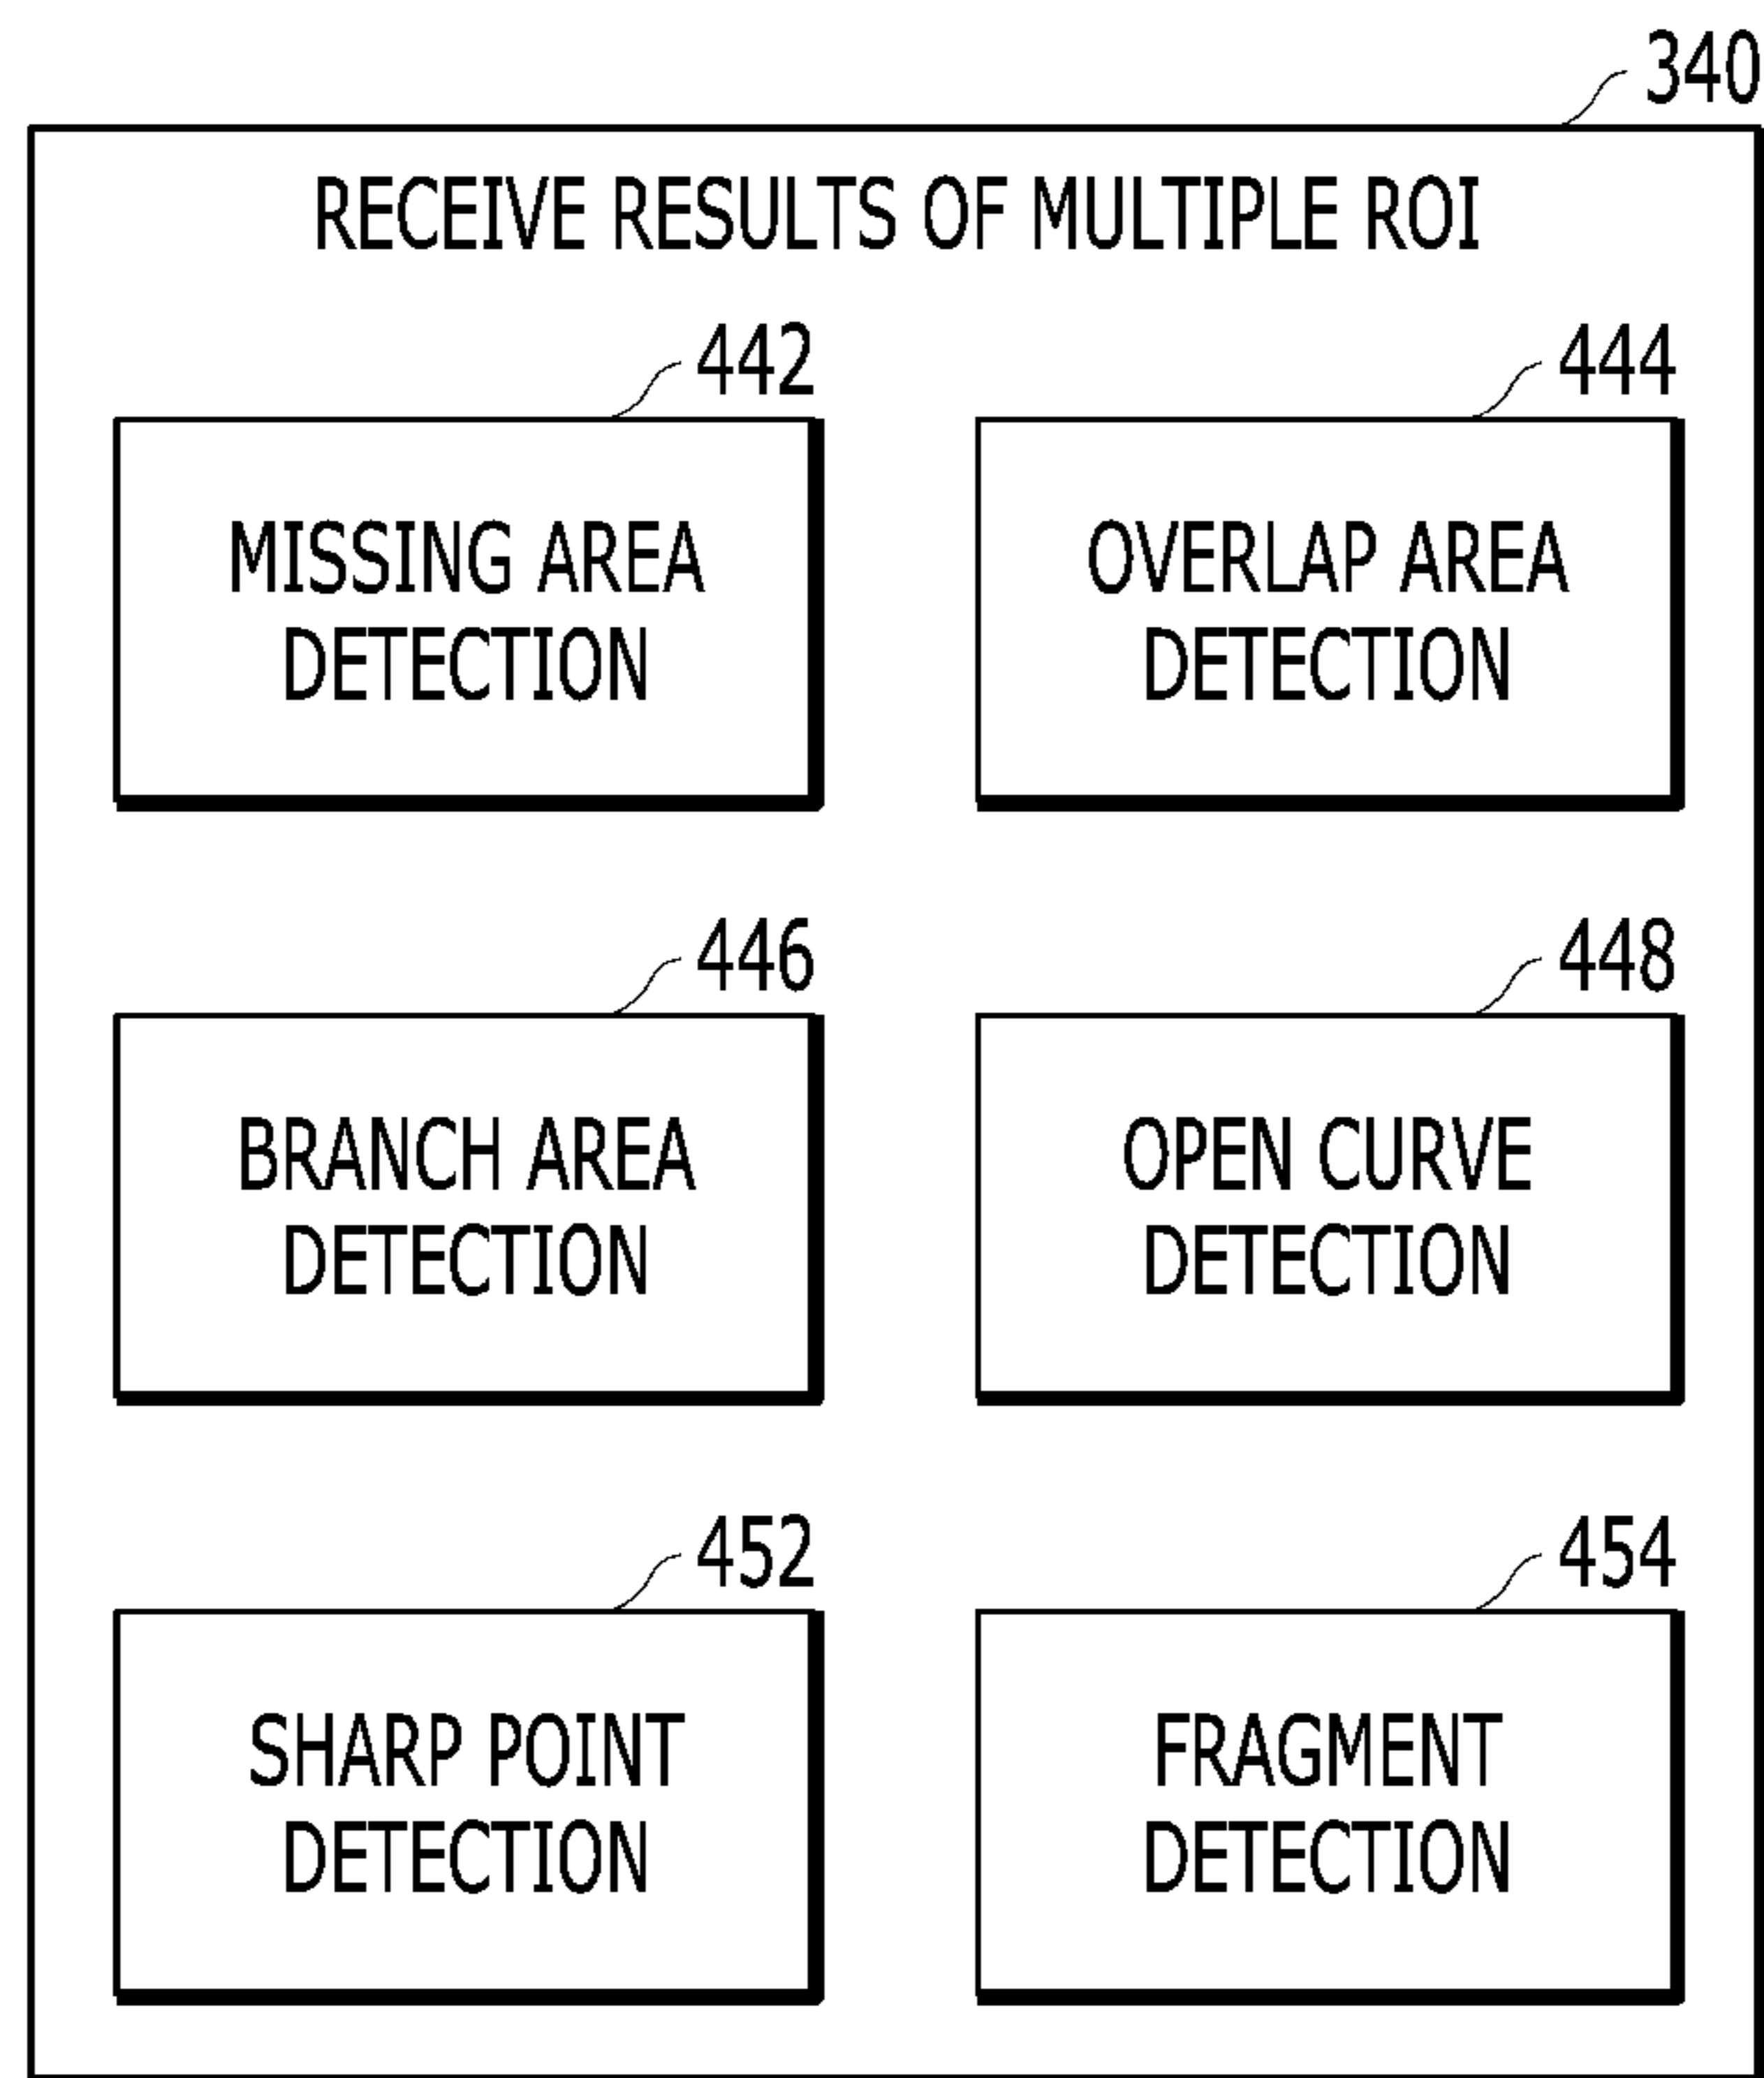 340
RECEIVE RESULTS OF MULTIPLE ROI
442
444
MISSING AREA
DETECTION
OVERLAP AREA
DETECTION
446
448
BRANCH AREA
DETECTION
OPEN CURVE
DETECTION
452
454
SHARP POINT
DETECTION
FRAGMENT
DETECTION